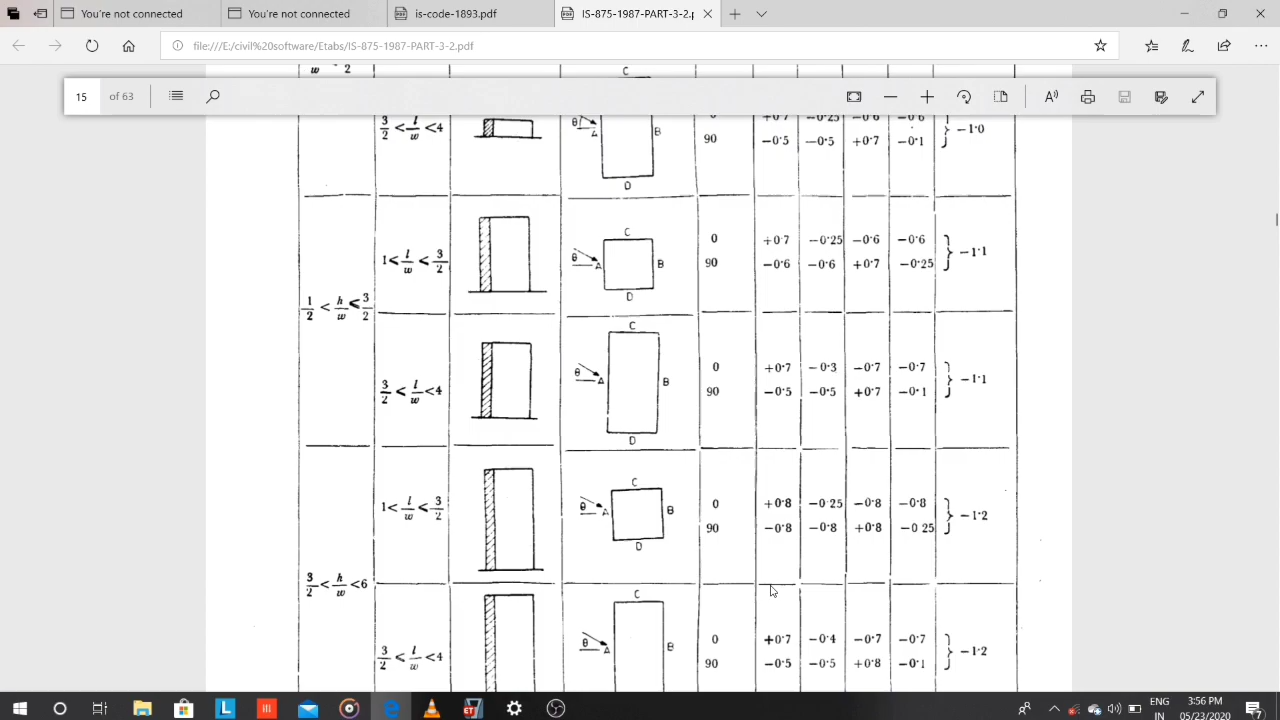 You're not connected
You're not connected
is-code-1893.pdf
IS-875-1987-PART-3-2.p
file:///E:/civil%20software/Etabs/IS-875-1987-PART-3-2.pdf
15 of 63
w 2 C
3/2 < l/w < 4 θ A B 0 +0·7 −0·25 −0·6 −0·6
90 −0·5 −0·5 +0·7 −0·1 } −1·0
D
C
1 < l/w < 3/2 θ A B 0 +0·7 −0·25 −0·6 −0·6
90 −0·6 −0·6 +0·7 −0·25 } −1·1
D
1/2 < h/w < 3/2
C
3/2 < l/w < 4 θ A B 0 +0·7 −0·3 −0·7 −0·7
90 −0·5 −0·5 +0·7 −0·1 } −1·1
D
C
1 < l/w < 3/2 θ A B 0 +0·8 −0·25 −0·8 −0·8
90 −0·8 −0·8 +0·8 −0 25 } −1·2
D
3/2 < h/w < 6
C
3/2 < l/w < 4 θ A B 0 +0·7 −0·4 −0·7 −0·7
90 −0·5 −0·5 +0·8 −0·1 } −1·2
ENG 3:56 PM
IN 05/23/2020
7